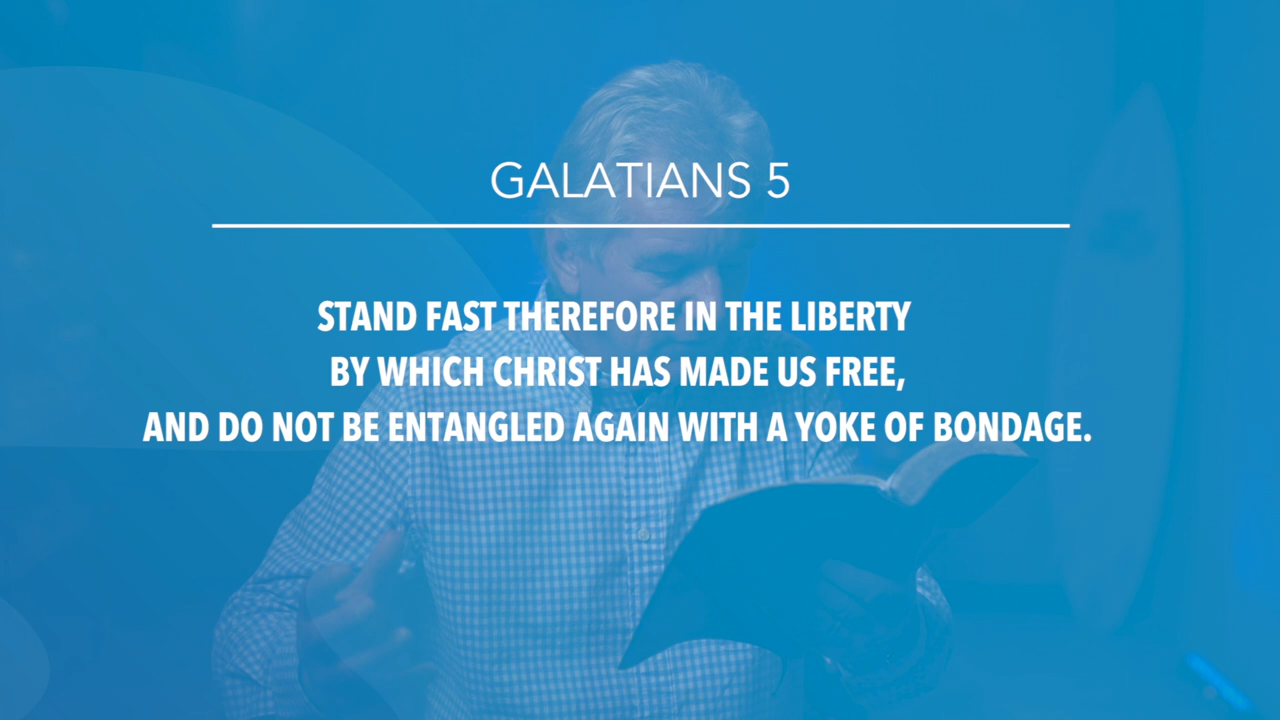 GALATIANS 5
STAND FAST THEREFORE IN THE LIBERTY
BY WHICH CHRIST HAS MADE US FREE,
AND DO NOT BE ENTANGLED AGAIN WITH A YOKE OF BONDAGE.